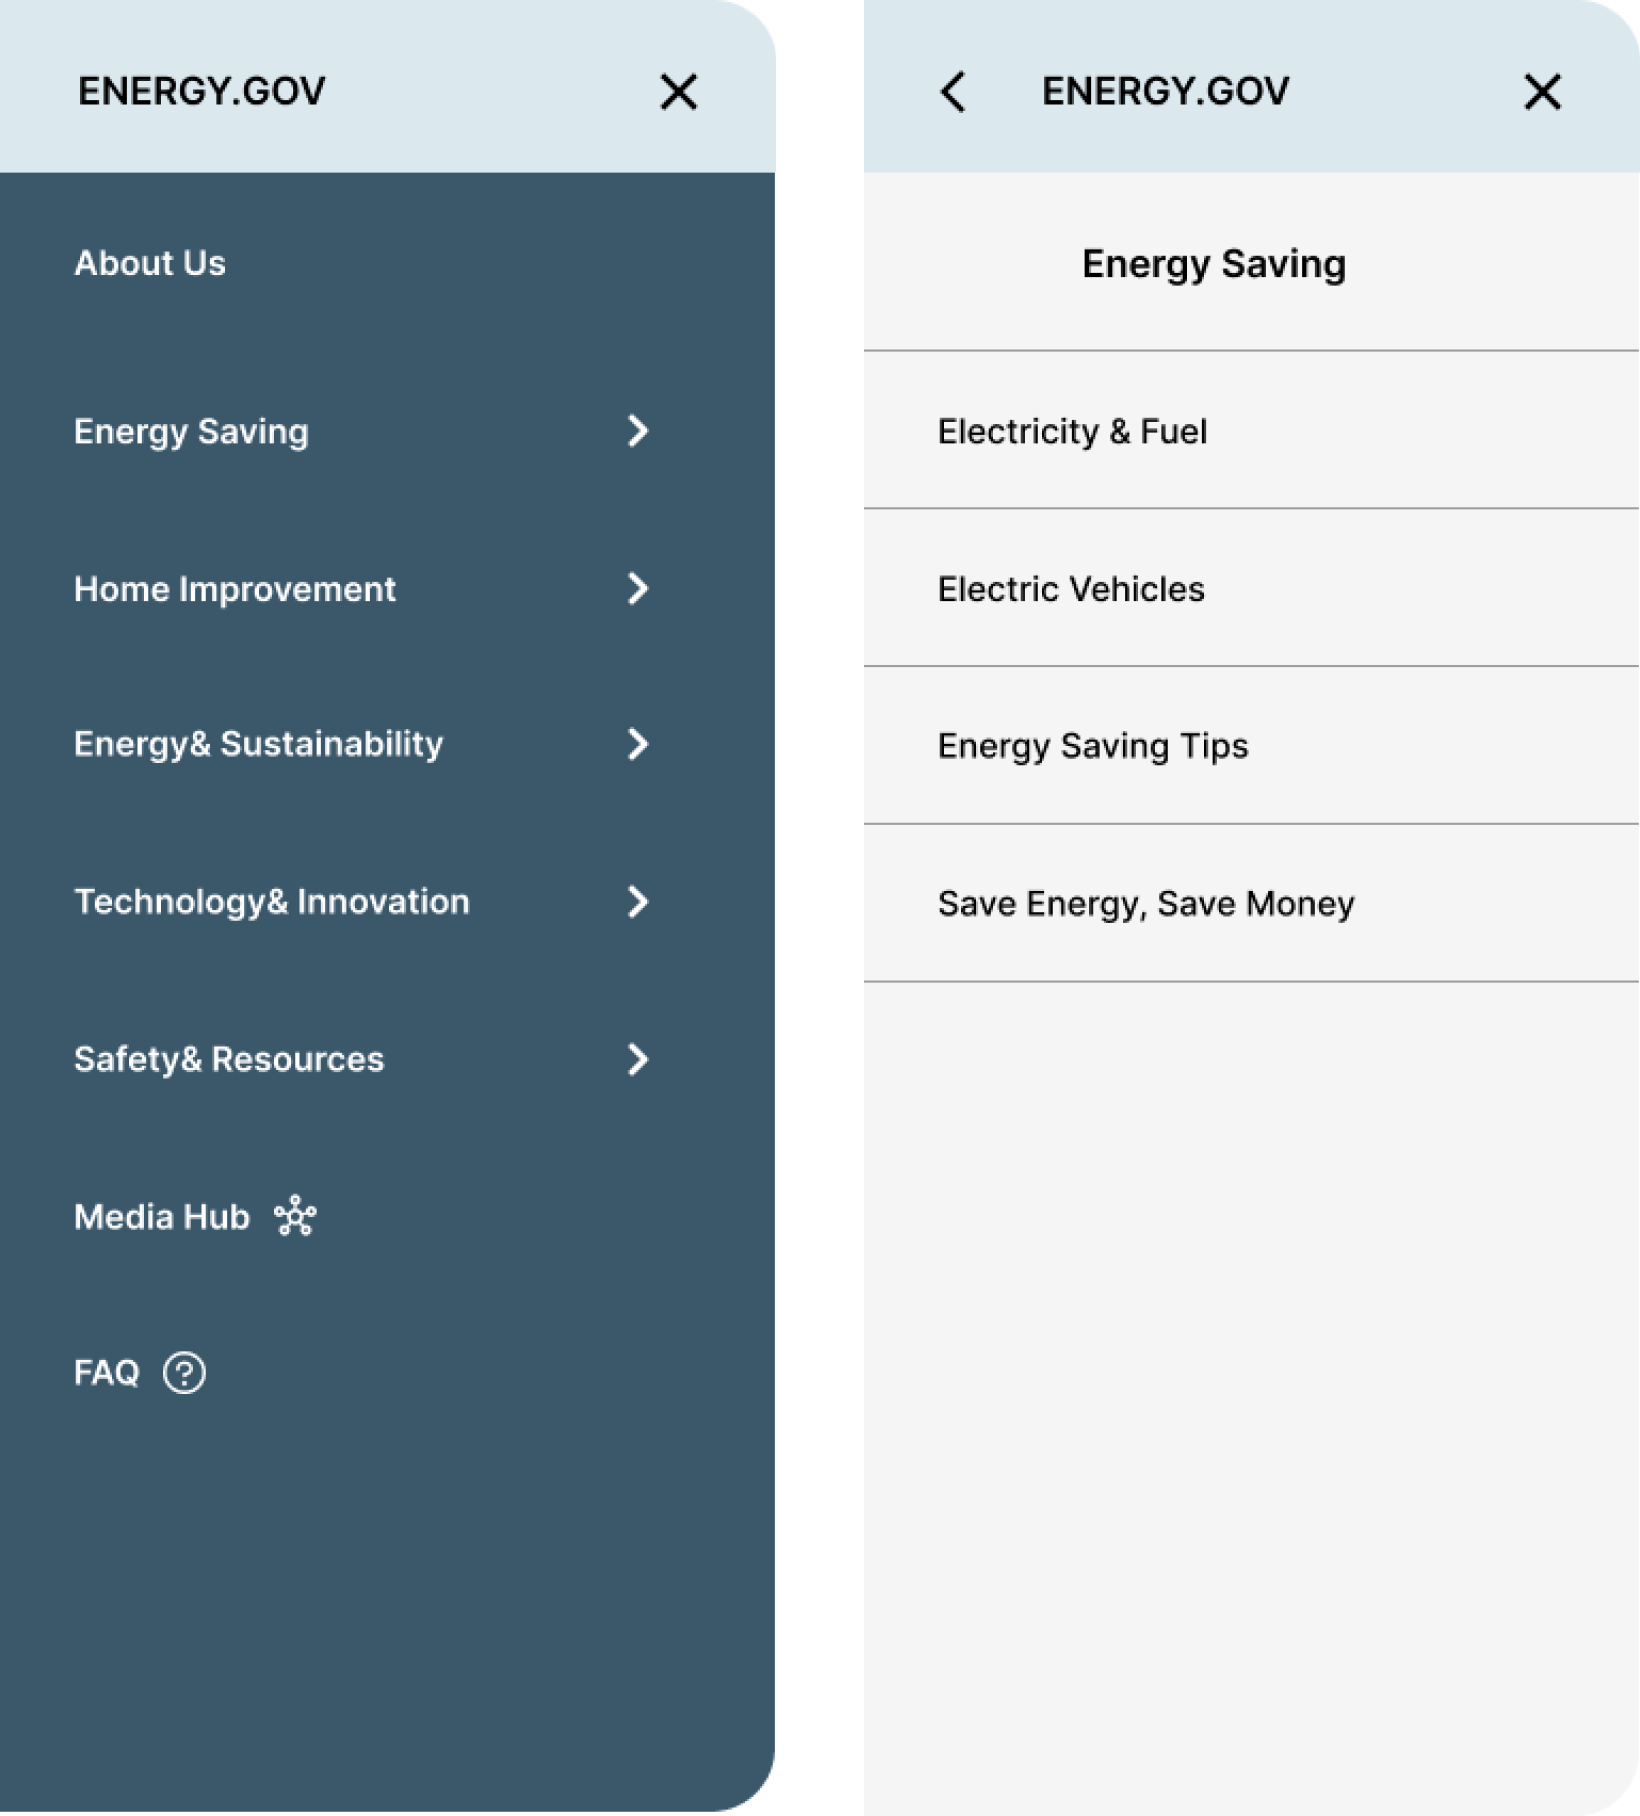 ENERGY.GOV
About Us
Energy Saving
Home Improvement
Energy& Sustainability
Technology& Innovation
Safety& Resources
Media Hub
FAQ
ENERGY.GOV
Energy Saving
Electricity & Fuel
Electric Vehicles
Energy Saving Tips
Save Energy, Save Money